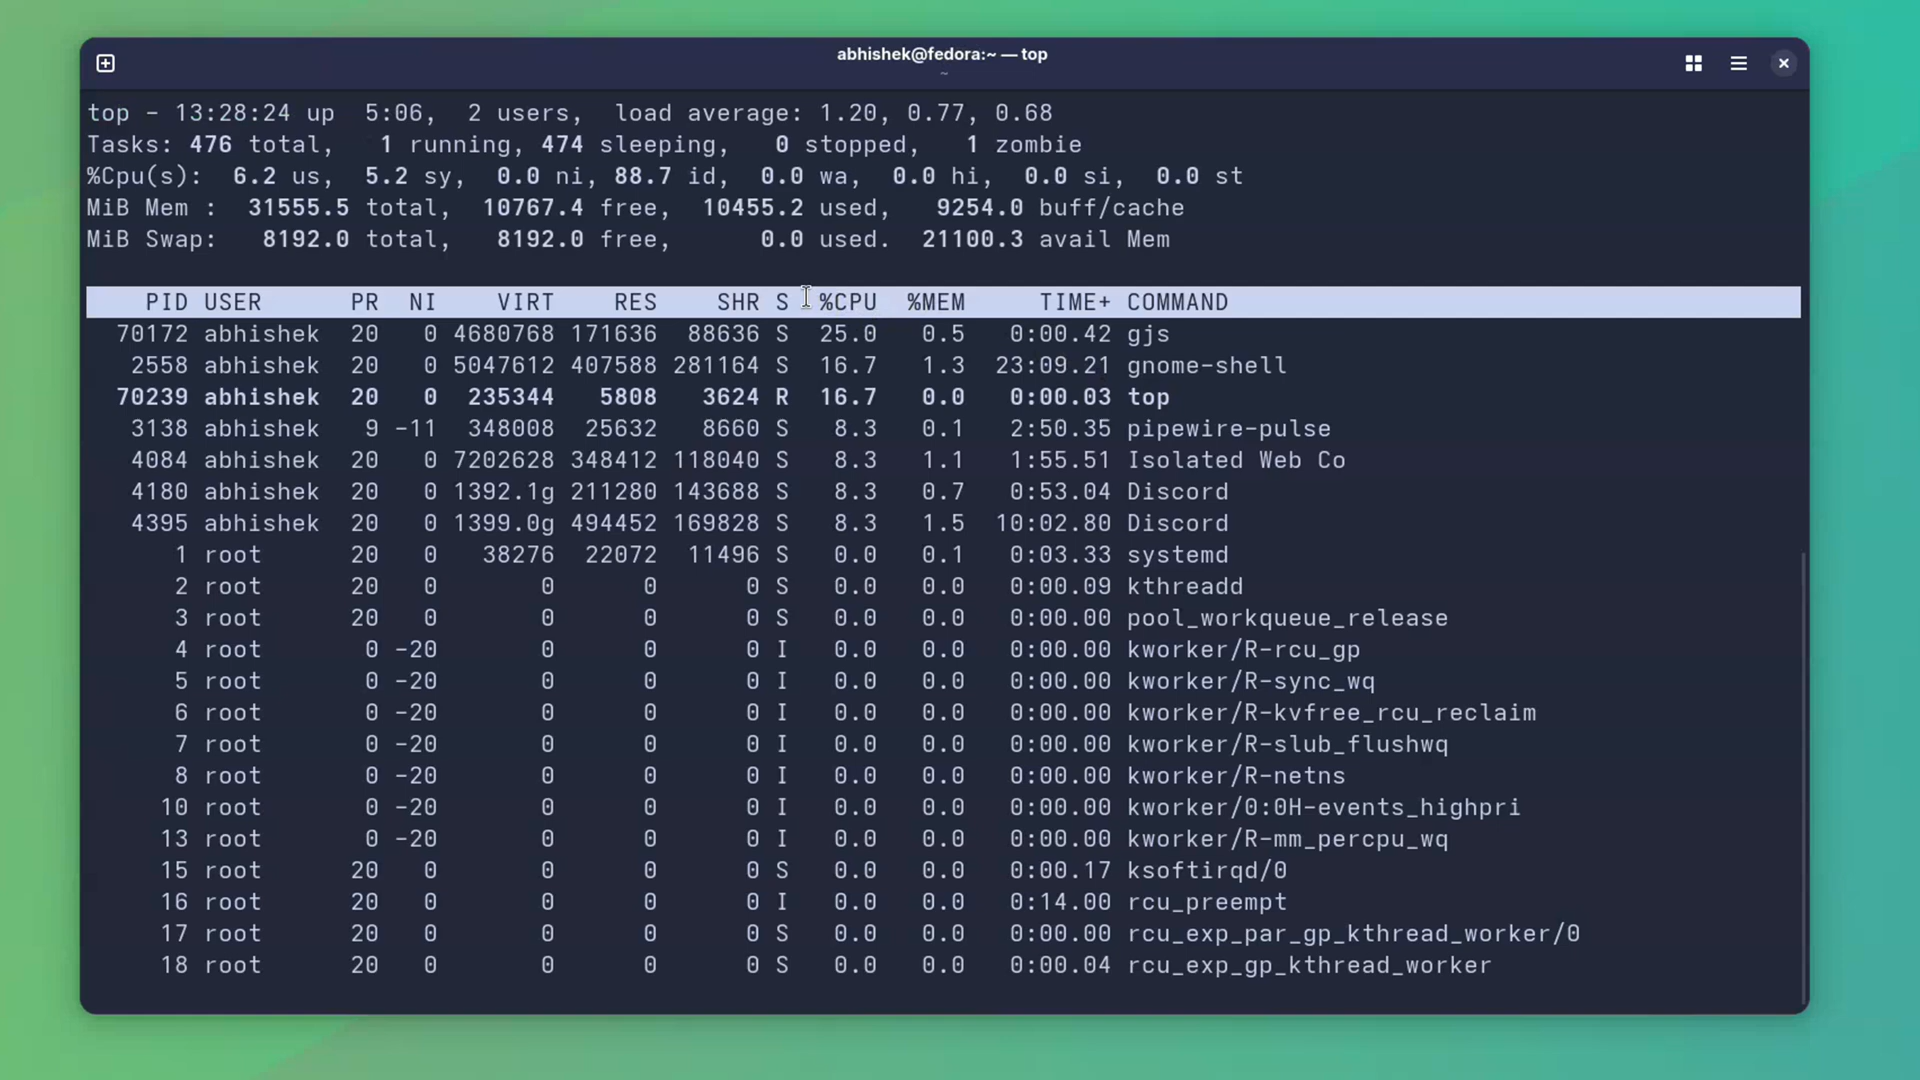 abhishek@fedora:~ — top
~
top - 13:28:24 up  5:06,  2 users,  load average: 1.20, 0.77, 0.68
Tasks: 476 total,   1 running, 474 sleeping,   0 stopped,   1 zombie
%Cpu(s):  6.2 us,  5.2 sy,  0.0 ni, 88.7 id,  0.0 wa,  0.0 hi,  0.0 si,  0.0 st
MiB Mem :  31555.5 total,  10767.4 free,  10455.2 used,   9254.0 buff/cache
MiB Swap:   8192.0 total,   8192.0 free,      0.0 used.  21100.3 avail Mem
PID USER      PR  NI    VIRT    RES    SHR S  %CPU  %MEM     TIME+ COMMAND
70172 abhishek  20   0 4680768 171636  88636 S  25.0   0.5   0:00.42 gjs
2558 abhishek  20   0 5047612 407588 281164 S  16.7   1.3  23:09.21 gnome-shell
70239 abhishek  20   0  235344   5808   3624 R  16.7   0.0   0:00.03 top
3138 abhishek   9 -11  348008  25632   8660 S   8.3   0.1   2:50.35 pipewire-pulse
4084 abhishek  20   0 7202628 348412 118040 S   8.3   1.1   1:55.51 Isolated Web Co
4180 abhishek  20   0 1392.1g 211280 143688 S   8.3   0.7   0:53.04 Discord
4395 abhishek  20   0 1399.0g 494452 169828 S   8.3   1.5  10:02.80 Discord
1 root      20   0   38276  22072  11496 S   0.0   0.1   0:03.33 systemd
2 root      20   0       0      0      0 S   0.0   0.0   0:00.09 kthreadd
3 root      20   0       0      0      0 S   0.0   0.0   0:00.00 pool_workqueue_release
4 root       0 -20       0      0      0 I   0.0   0.0   0:00.00 kworker/R-rcu_gp
5 root       0 -20       0      0      0 I   0.0   0.0   0:00.00 kworker/R-sync_wq
6 root       0 -20       0      0      0 I   0.0   0.0   0:00.00 kworker/R-kvfree_rcu_reclaim
7 root       0 -20       0      0      0 I   0.0   0.0   0:00.00 kworker/R-slub_flushwq
8 root       0 -20       0      0      0 I   0.0   0.0   0:00.00 kworker/R-netns
10 root       0 -20       0      0      0 I   0.0   0.0   0:00.00 kworker/0:0H-events_highpri
13 root       0 -20       0      0      0 I   0.0   0.0   0:00.00 kworker/R-mm_percpu_wq
15 root      20   0       0      0      0 S   0.0   0.0   0:00.17 ksoftirqd/0
16 root      20   0       0      0      0 I   0.0   0.0   0:14.00 rcu_preempt
17 root      20   0       0      0      0 S   0.0   0.0   0:00.00 rcu_exp_par_gp_kthread_worker/0
18 root      20   0       0      0      0 S   0.0   0.0   0:00.04 rcu_exp_gp_kthread_worker